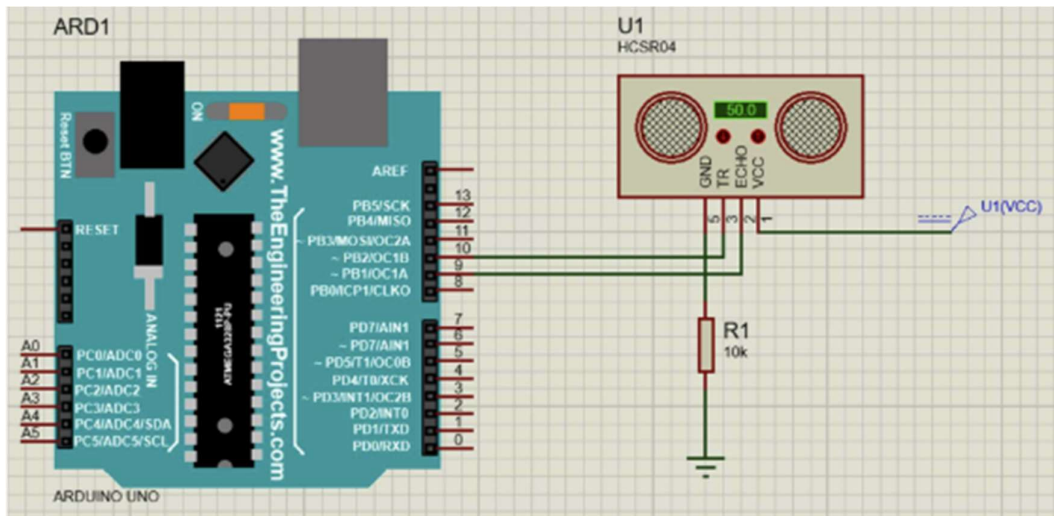 ARD1
ON
Reset BTN
www.TheEngineeringProjects.com
RESET
ANALOG IN
1121
ATMEGA328P-PU
A0 PC0/ADC0
A1 PC1/ADC1
A2 PC2/ADC2
A3 PC3/ADC3
A4 PC4/ADC4/SDA
A5 PC5/ADC5/SCL
AREF
PB5/SCK 13
PB4/MISO 12
~ PB3/MOSI/OC2A 11
~ PB2/OC1B 10
~ PB1/OC1A 9
PB0/ICP1/CLKO 8
PD7/AIN1 7
~ PD7/AIN1 6
~ PD5/T1/OC0B 5
PD4/T0/XCK 4
~ PD3/INT1/OC2B 3
PD2/INT0 2
PD1/TXD 1
PD0/RXD 0
ARDUINO UNO
U1
HCSR04
50.0
GND
TR
ECHO
VCC
5
3
2
1
U1(VCC)
R1
10k